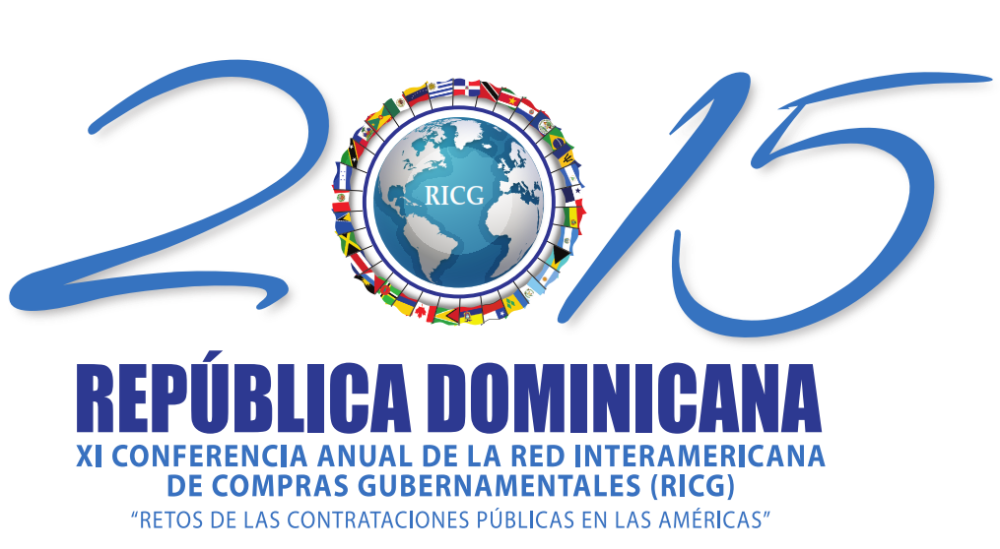 2015
RICG
REPÚBLICA DOMINICANA
XI CONFERENCIA ANUAL DE LA RED INTERAMERICANA
DE COMPRAS GUBERNAMENTALES (RICG)
“RETOS DE LAS CONTRATACIONES PÚBLICAS EN LAS AMÉRICAS”